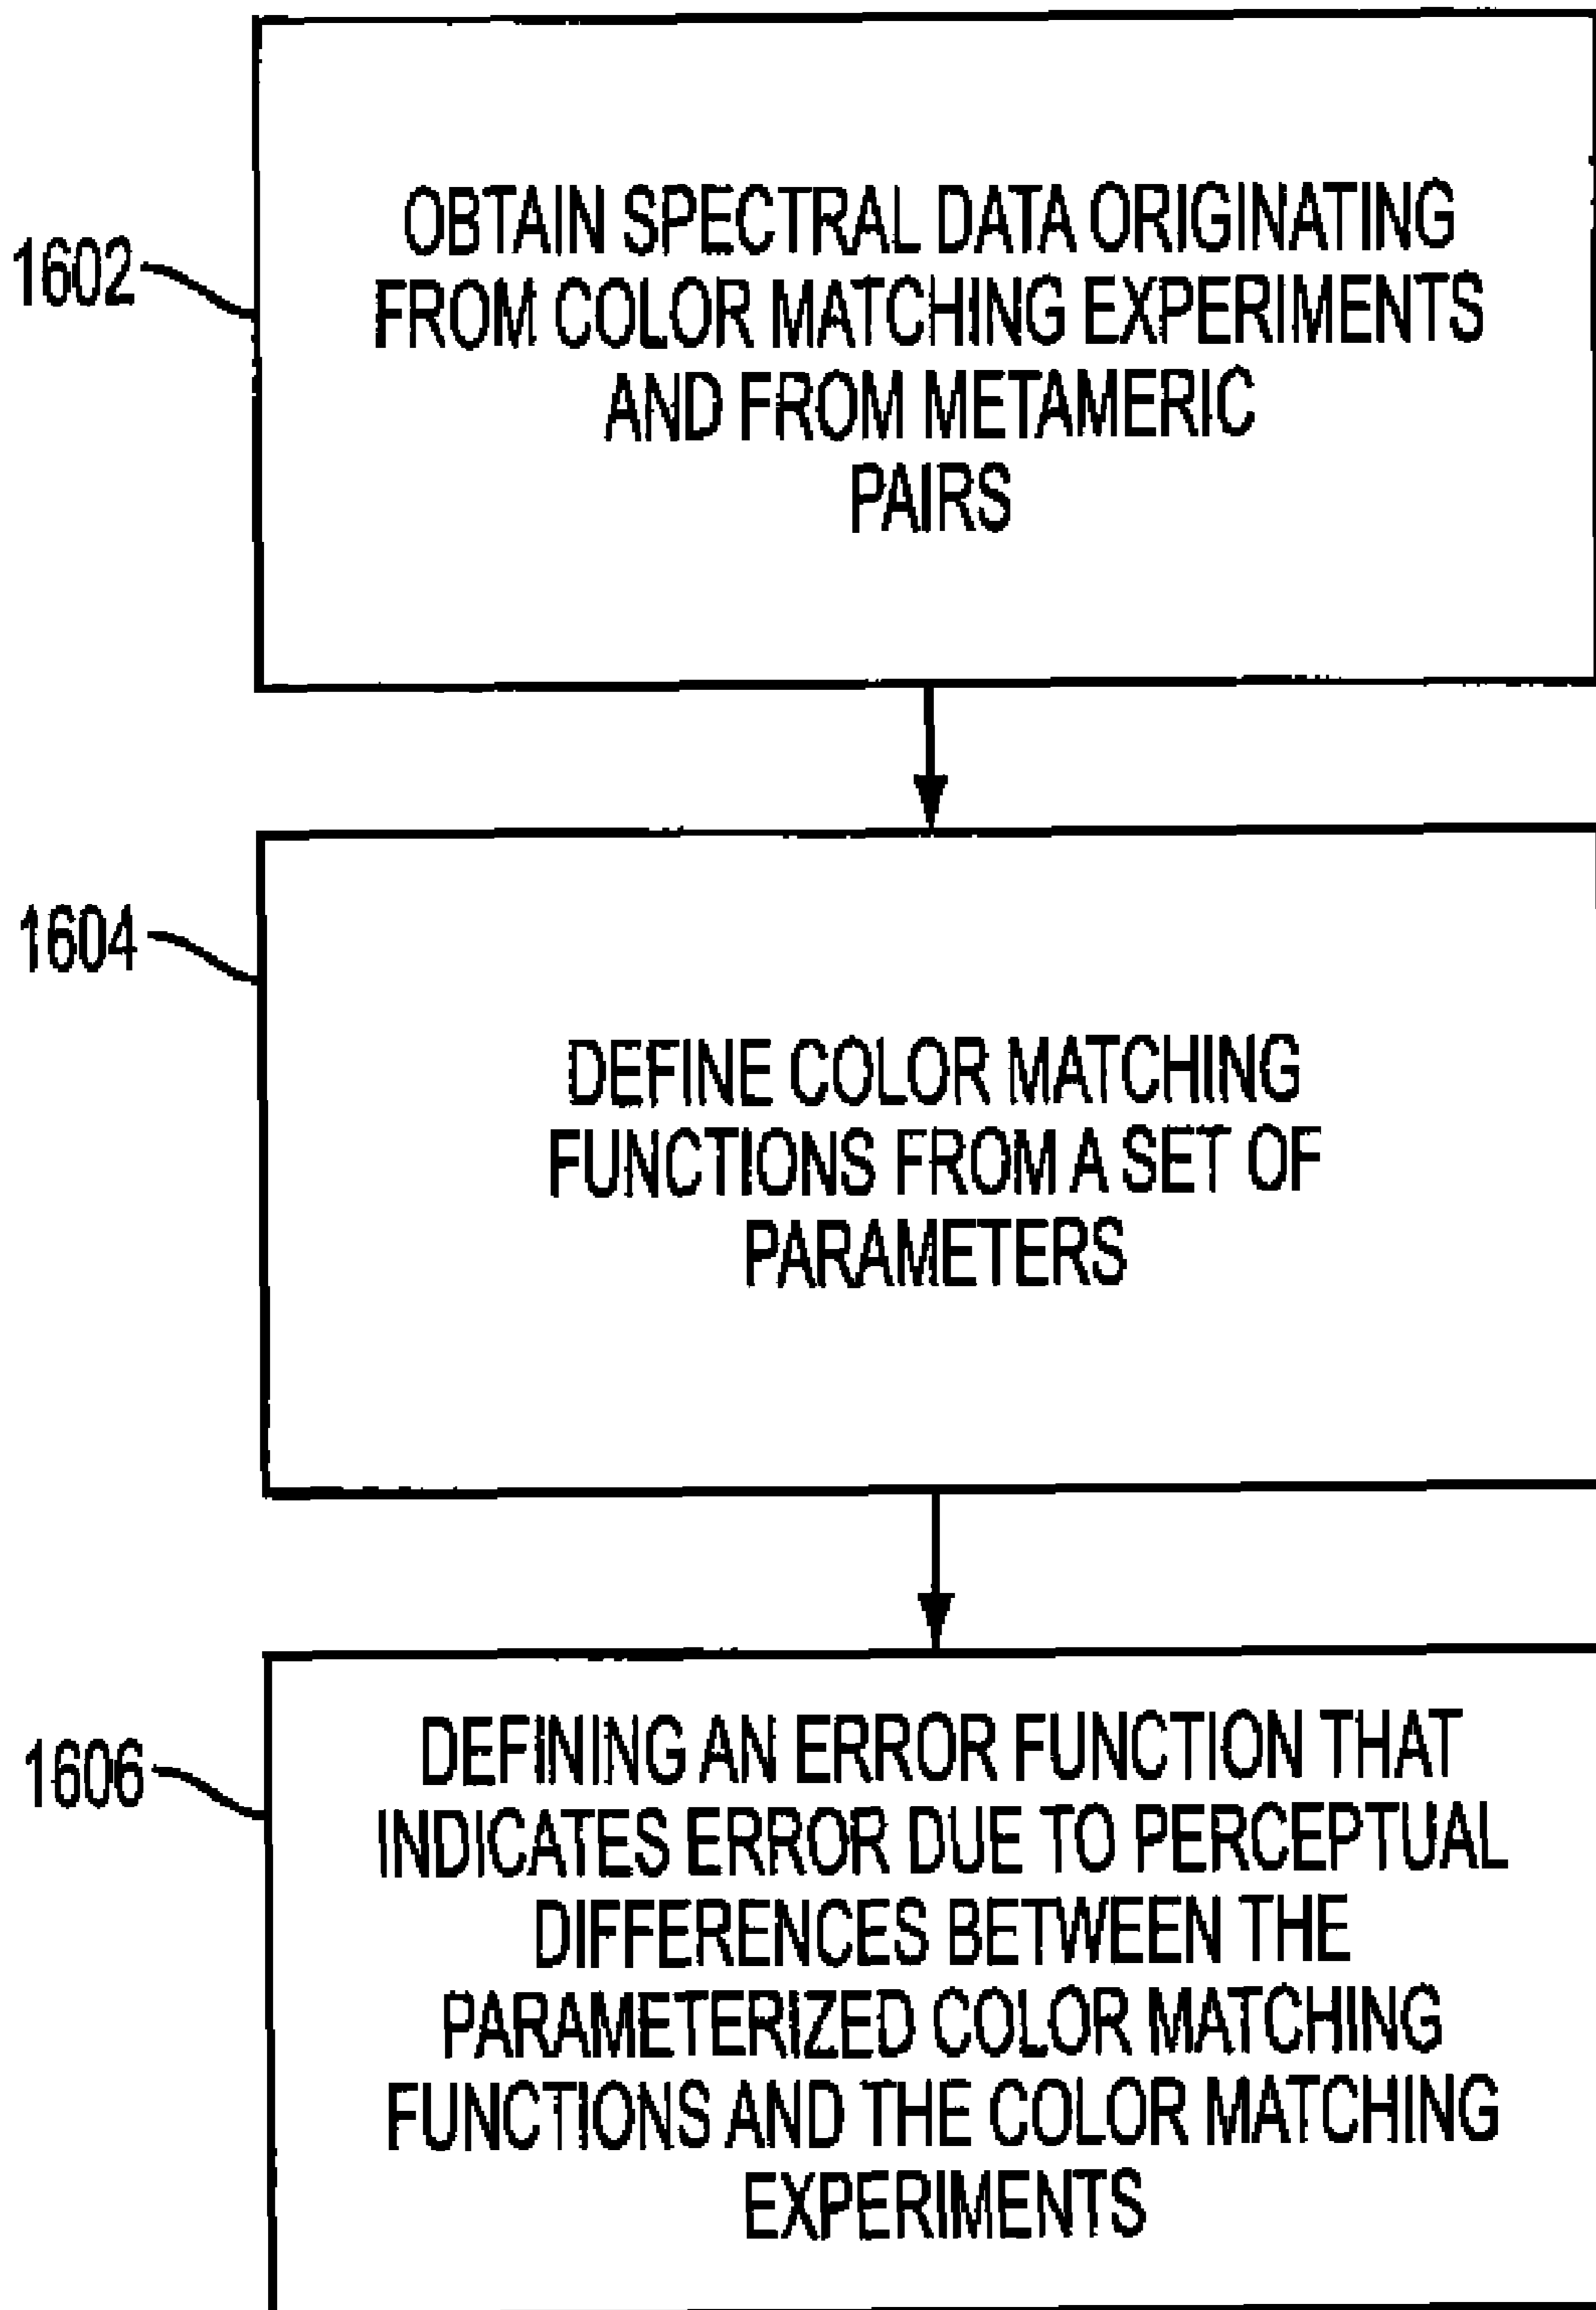 1602
OBTAIN SPECTRAL DATA ORIGINATING
FROM COLOR MATCHING EXPERIMENTS
AND FROM METAMERIC
PAIRS
1604
DEFINE COLOR MATCHING
FUNCTIONS FROM A SET OF
PARAMETERS
1606
DEFINING AN ERROR FUNCTION THAT
INDICATES ERROR DUE TO PERCEPTUAL
DIFFERENCES BETWEEN THE
PARAMETERIZED COLOR MATCHING
FUNCTIONS AND THE COLOR MATCHING
EXPERIMENTS